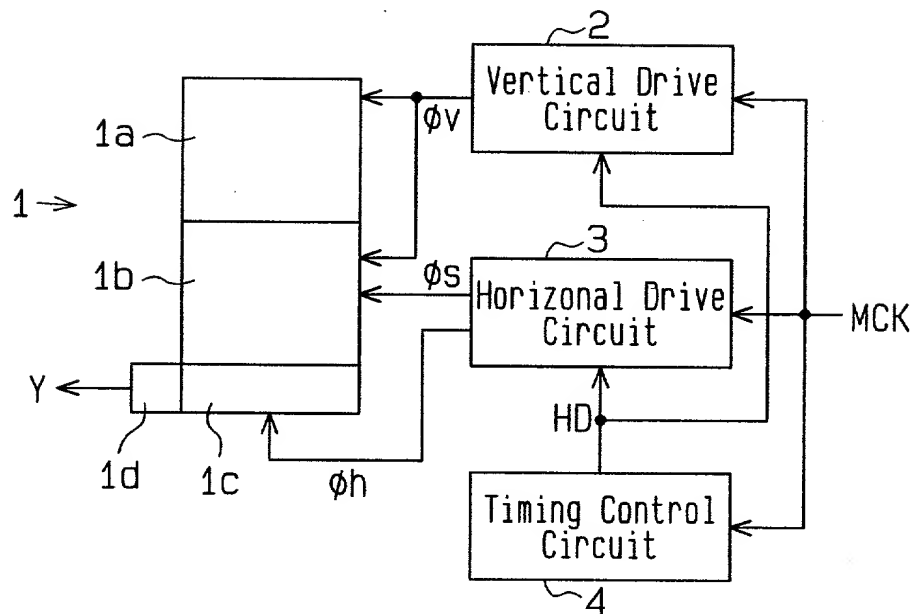 2
Vertical Drive
Circuit
1a
φv
1
3
1b
φs
Horizonal Drive
Circuit
MCK
Y
HD
1d
1c
φh
Timing Control
Circuit
4